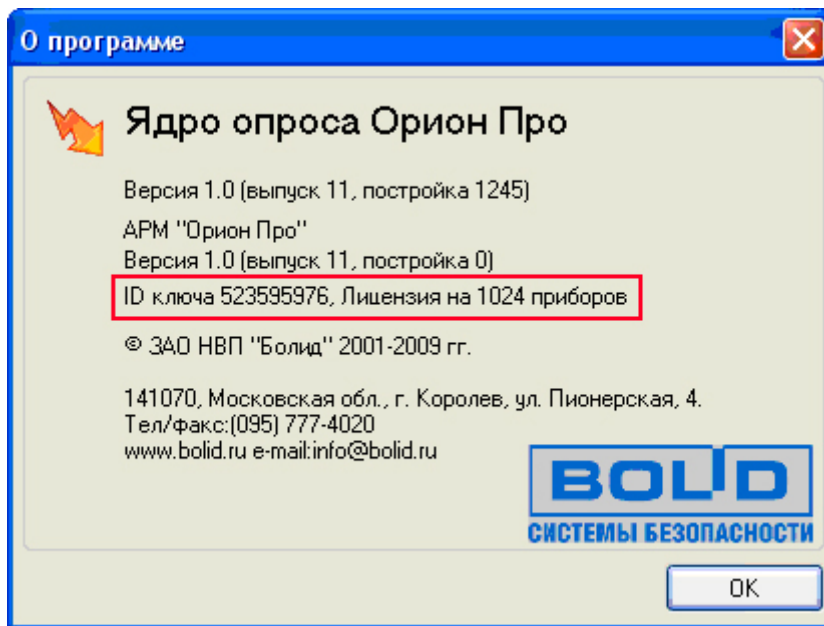 О программе
Ядро опроса Орион Про
Версия 1.0 (выпуск 11, постройка 1245)
АРМ "Орион Про"
Версия 1.0 (выпуск 11, постройка 0)
ID ключа 523595976, Лицензия на 1024 приборов
© ЗАО НВП "Болид" 2001-2009 гг.
141070, Московская обл., г. Королев, ул. Пионерская, 4.
Тел/факс:(095) 777-4020
www.bolid.ru e-mail:info@bolid.ru
BOLID
СИСТЕМЫ БЕЗОПАСНОСТИ
OK